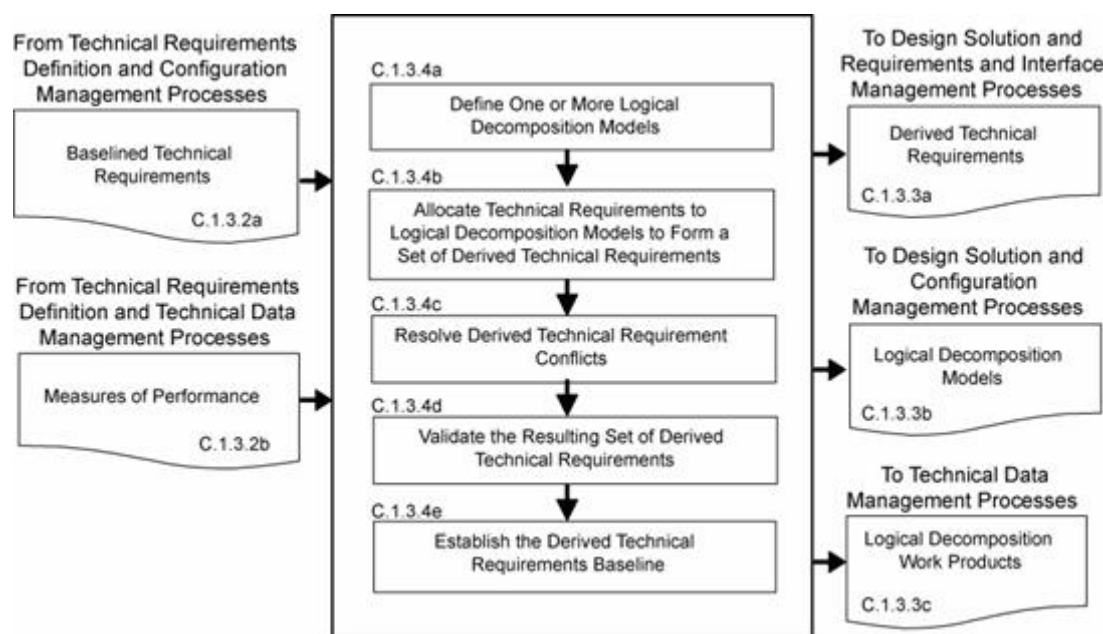 From Technical Requirements
Definition and Configuration
Management Processes
Baselined Technical
Requirements
C.1.3.2a
From Technical Requirements
Definition and Technical Data
Management Processes
Measures of Performance
C.1.3.2b
C.1.3.4a
Define One or More Logical
Decomposition Models
C.1.3.4b
Allocate Technical Requirements to
Logical Decomposition Models to Form a
Set of Derived Technical Requirements
C.1.3.4c
Resolve Derived Technical Requirement
Conflicts
C.1.3.4d
Validate the Resulting Set of Derived
Technical Requirements
C.1.3.4e
Establish the Derived Technical
Requirements Baseline
To Design Solution and
Requirements and Interface
Management Processes
Derived Technical
Requirements
C.1.3.3a
To Design Solution and
Configuration
Management Processes
Logical Decomposition
Models
C.1.3.3b
To Technical Data
Management Processes
Logical Decomposition
Work Products
C.1.3.3c